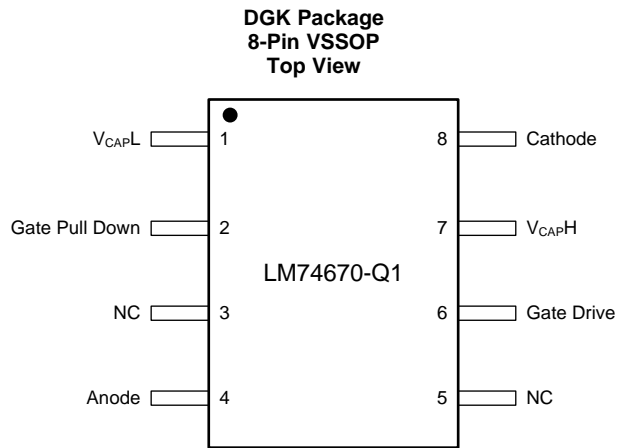 DGK Package
8-Pin VSSOP
Top View
VCAPL 1 8 Cathode
Gate Pull Down 2 7 VCAPH
LM74670-Q1
NC 3 6 Gate Drive
Anode 4 5 NC